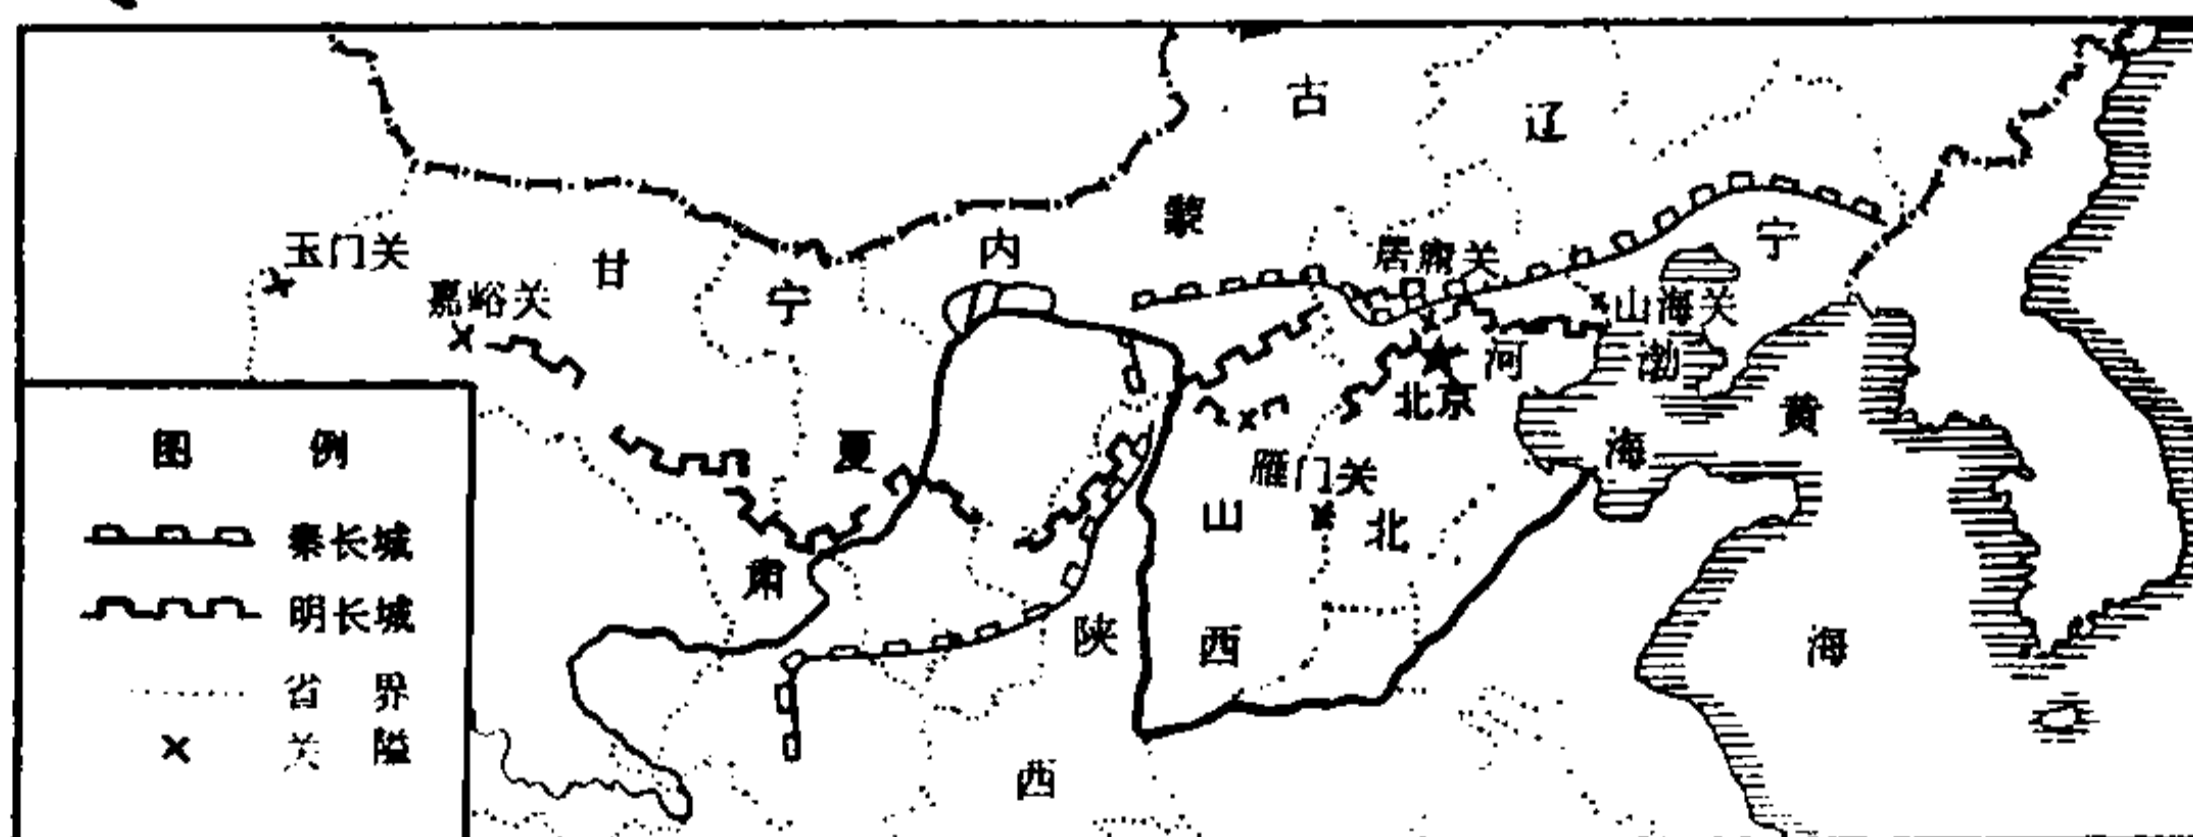 古
辽
蒙
玉门关
甘
内
居庸关
宁
嘉峪关
宁
山海关
河
渤
北京
黄
海
夏
雁门关
山
北
肃
陕
西
海
西
图 例
秦长城
明长城
省 界
关 隘